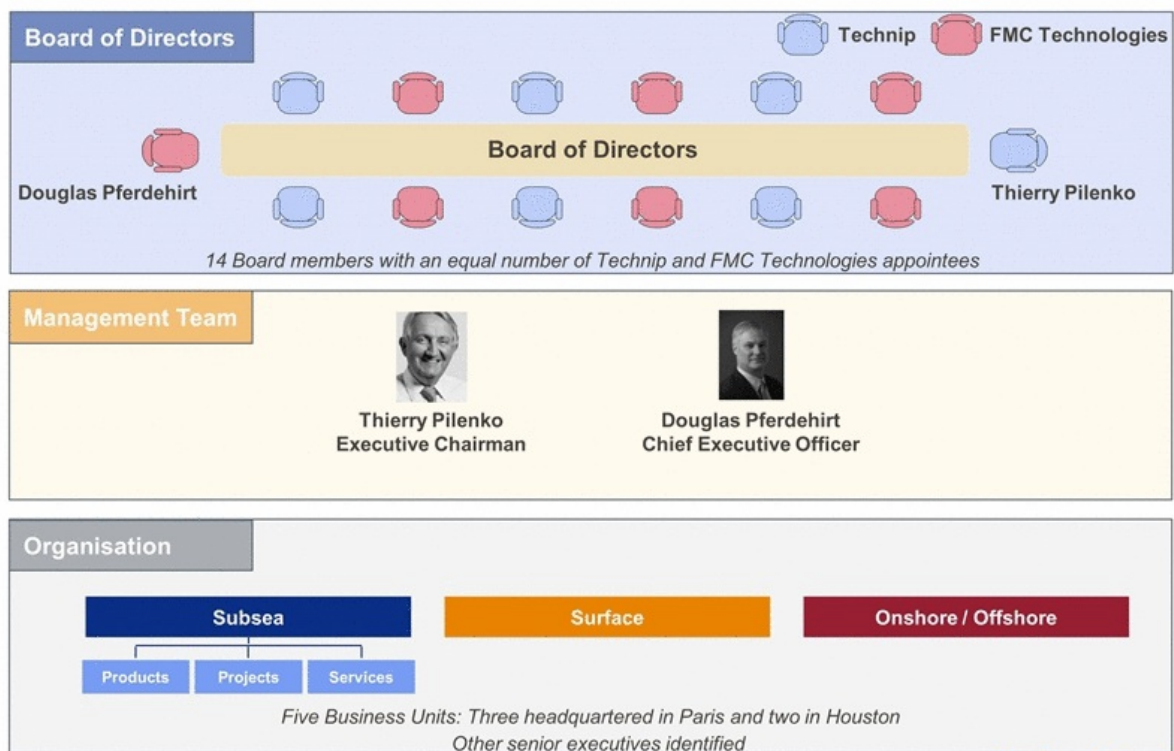 Board of Directors
Technip
FMC Technologies
Board of Directors
Douglas Pferdehirt
Thierry Pilenko
14 Board members with an equal number of Technip and FMC Technologies appointees
Management Team
Thierry Pilenko
Executive Chairman
Douglas Pferdehirt
Chief Executive Officer
Organisation
Subsea
Surface
Onshore / Offshore
Products
Projects
Services
Five Business Units: Three headquartered in Paris and two in Houston
Other senior executives identified